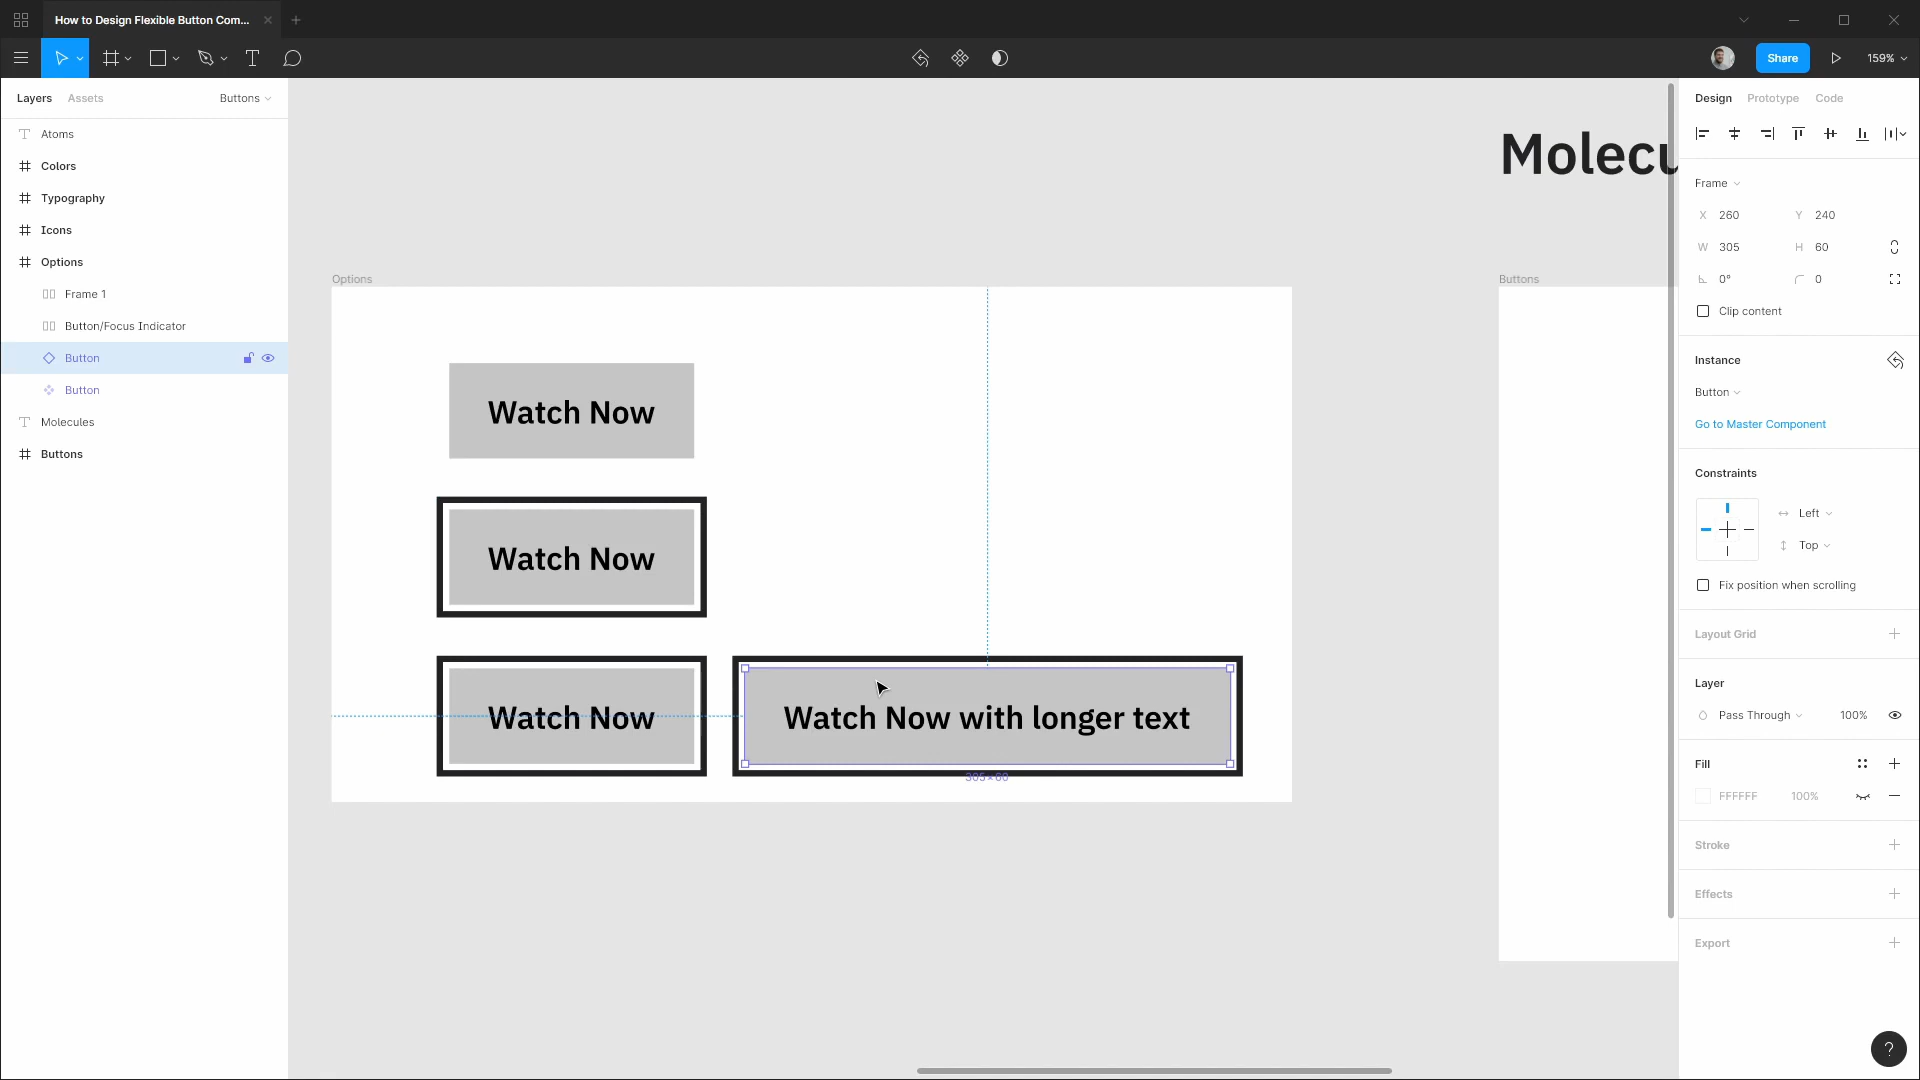 How to Design Flexible Button Com...
Share
159%
Layers
Assets
Buttons
Atoms
Colors
Typography
Icons
Options
Frame 1
Button/Focus Indicator
Button
Button
Molecules
Buttons
Molecu
Options
Watch Now
Watch Now
Watch Now
Watch Now with longer text
305 × 60
Buttons
Design
Prototype
Code
Frame
X 260
Y 240
W 305
H 60
0°
0
Clip content
Instance
Button
Go to Master Component
Constraints
Left
Top
Fix position when scrolling
Layout Grid
Layer
Pass Through
100%
Fill
FFFFFF
100%
Stroke
Effects
Export
?